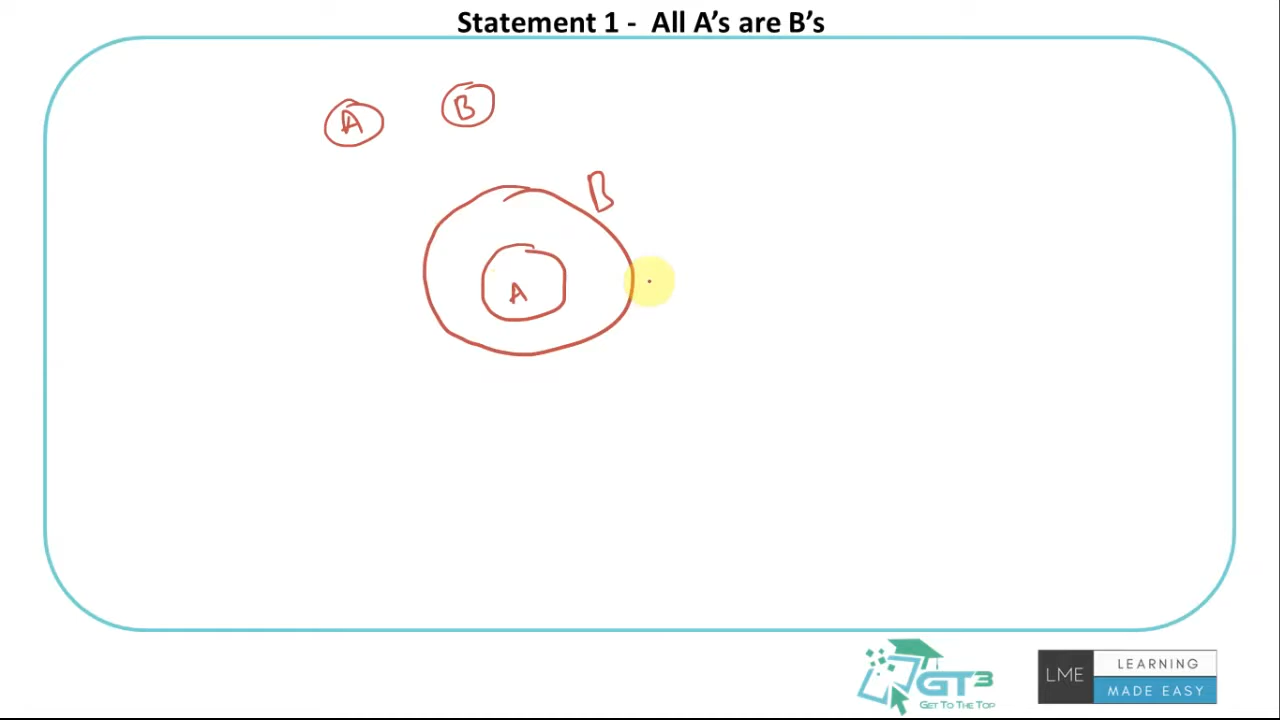 Statement 1 - All A’s are B’s
A
B
B
A
GT3
GET TO THE TOP
LME
LEARNING
MADE EASY